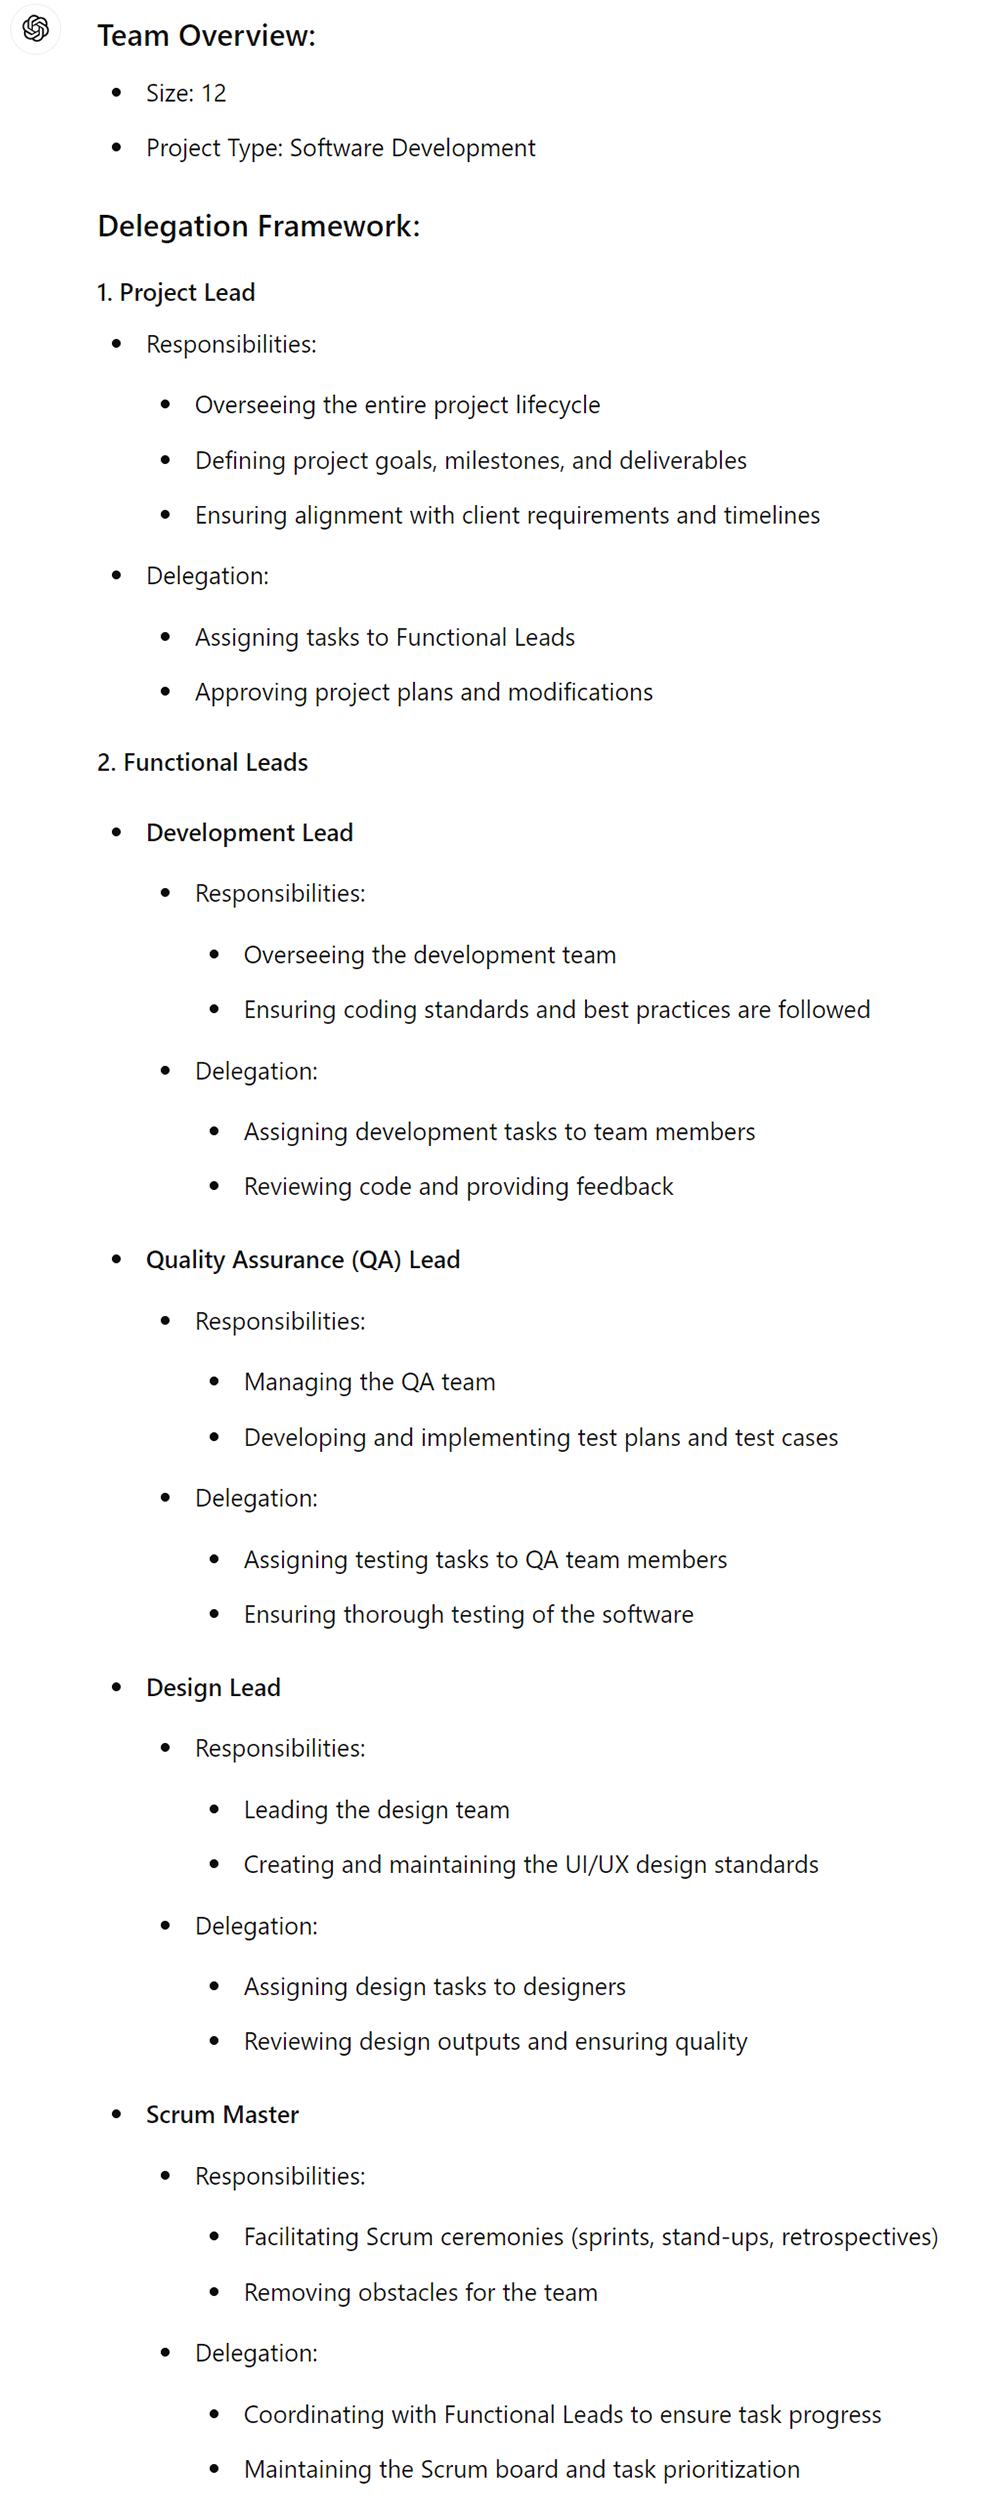 Team Overview:
Size: 12
Project Type: Software Development
Delegation Framework:
1. Project Lead
Responsibilities:
Overseeing the entire project lifecycle
Defining project goals, milestones, and deliverables
Ensuring alignment with client requirements and timelines
Delegation:
Assigning tasks to Functional Leads
Approving project plans and modifications
2. Functional Leads
Development Lead
Responsibilities:
Overseeing the development team
Ensuring coding standards and best practices are followed
Delegation:
Assigning development tasks to team members
Reviewing code and providing feedback
Quality Assurance (QA) Lead
Responsibilities:
Managing the QA team
Developing and implementing test plans and test cases
Delegation:
Assigning testing tasks to QA team members
Ensuring thorough testing of the software
Design Lead
Responsibilities:
Leading the design team
Creating and maintaining the UI/UX design standards
Delegation:
Assigning design tasks to designers
Reviewing design outputs and ensuring quality
Scrum Master
Responsibilities:
Facilitating Scrum ceremonies (sprints, stand-ups, retrospectives)
Removing obstacles for the team
Delegation:
Coordinating with Functional Leads to ensure task progress
Maintaining the Scrum board and task prioritization